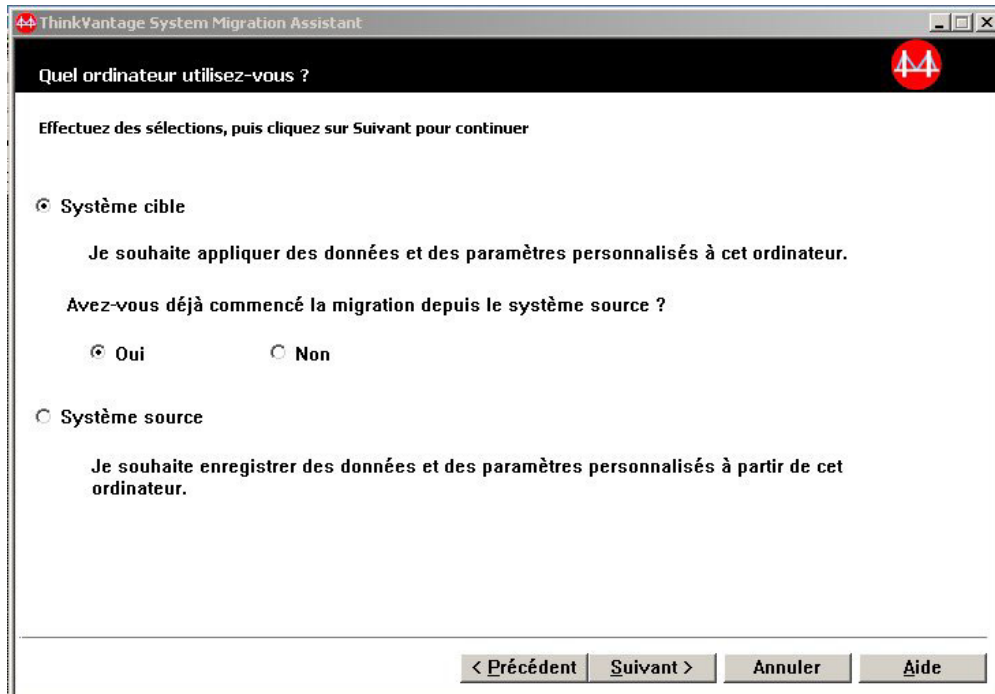 ThinkVantage System Migration Assistant
Quel ordinateur utilisez-vous ?
Effectuez des sélections, puis cliquez sur Suivant pour continuer
Système cible
Je souhaite appliquer des données et des paramètres personnalisés à cet ordinateur.
Avez-vous déjà commencé la migration depuis le système source ?
Oui Non
Système source
Je souhaite enregistrer des données et des paramètres personnalisés à partir de cet
ordinateur.
< Précédent Suivant > Annuler Aide